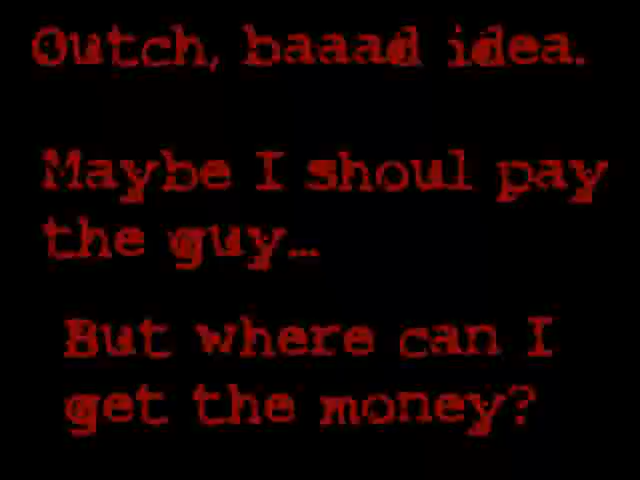 Outch, baaad idea.
Maybe I shoul pay
the guy...
But where can I
get the money?